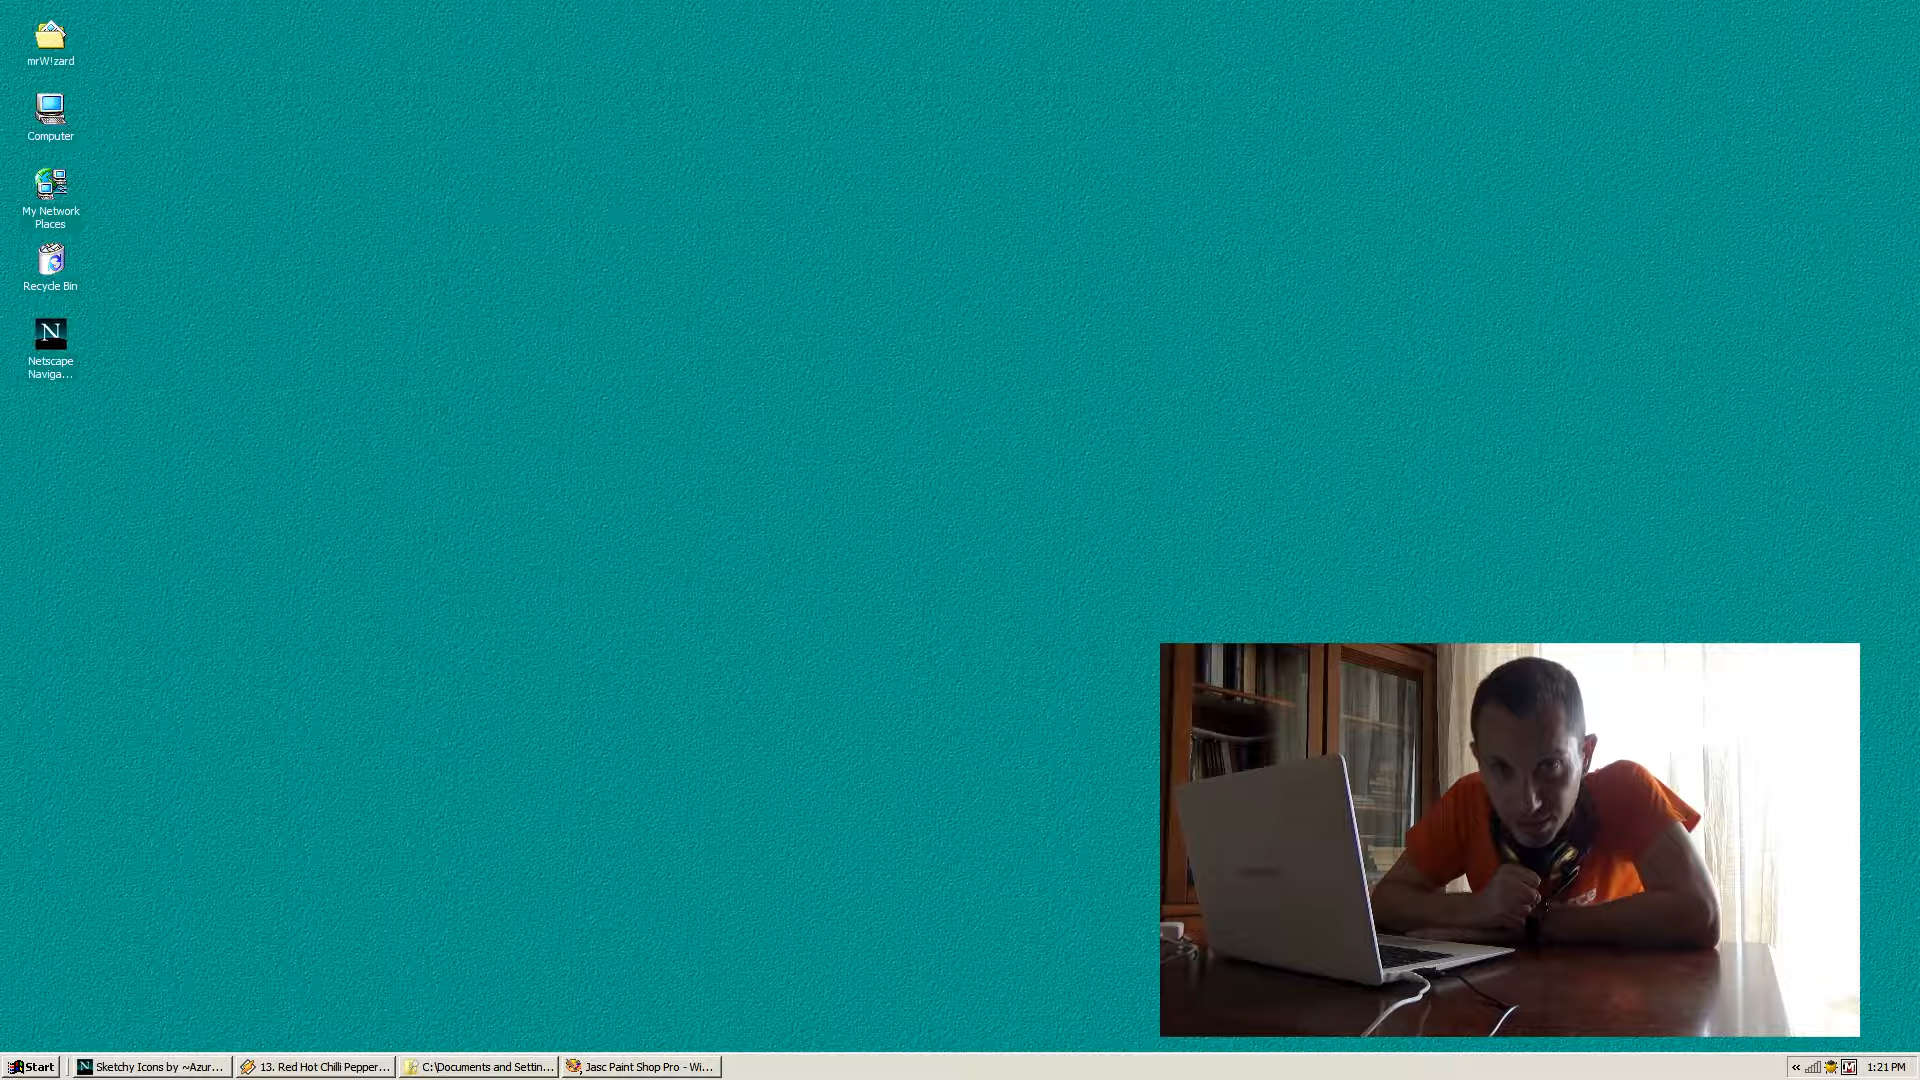 mrW!zard
Computer
My Network
Places
Recycle Bin
N
Netscape
Naviga...
Start
N
Sketchy Icons by ~Azur...
13. Red Hot Chilli Pepper...
C:\Documents and Settin...
Jasc Paint Shop Pro - Wi...
«
M
1:21 PM